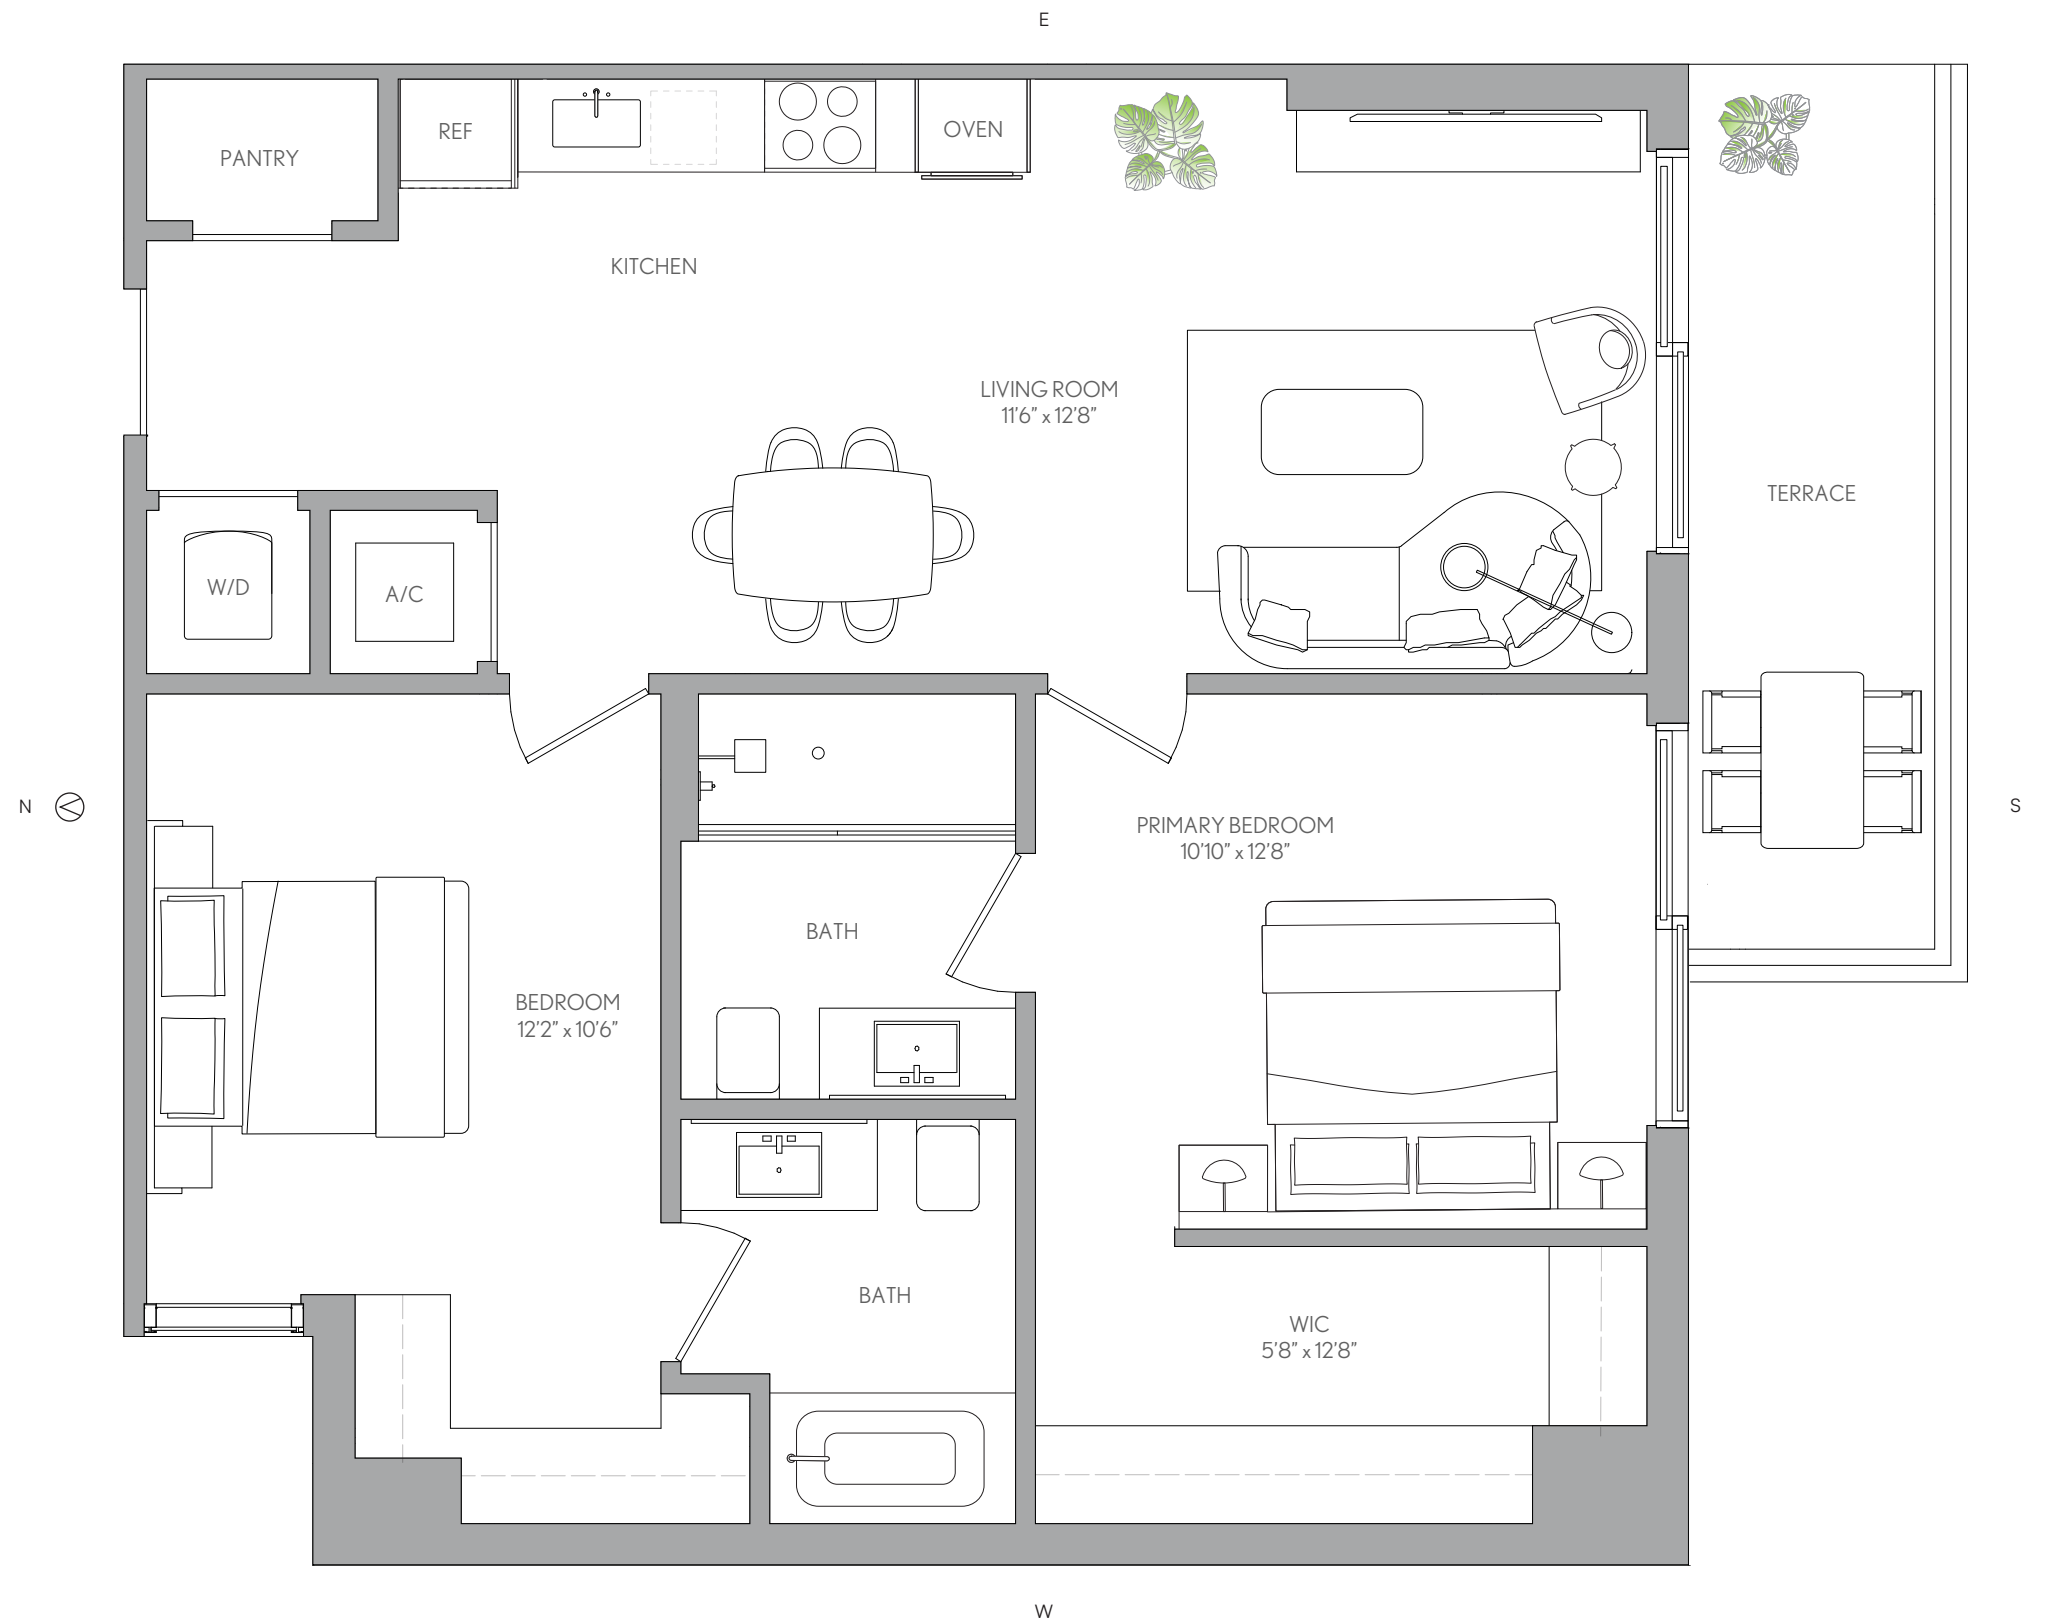 E
PANTRY
REF
OVEN
KITCHEN
LIVING ROOM
11'6" x 12'8"
TERRACE
W/D
A/C
N
S
PRIMARY BEDROOM
10'10" x 12'8"
BATH
BEDROOM
12'2" x 10'6"
BATH
WIC
5'8" x 12'8"
W